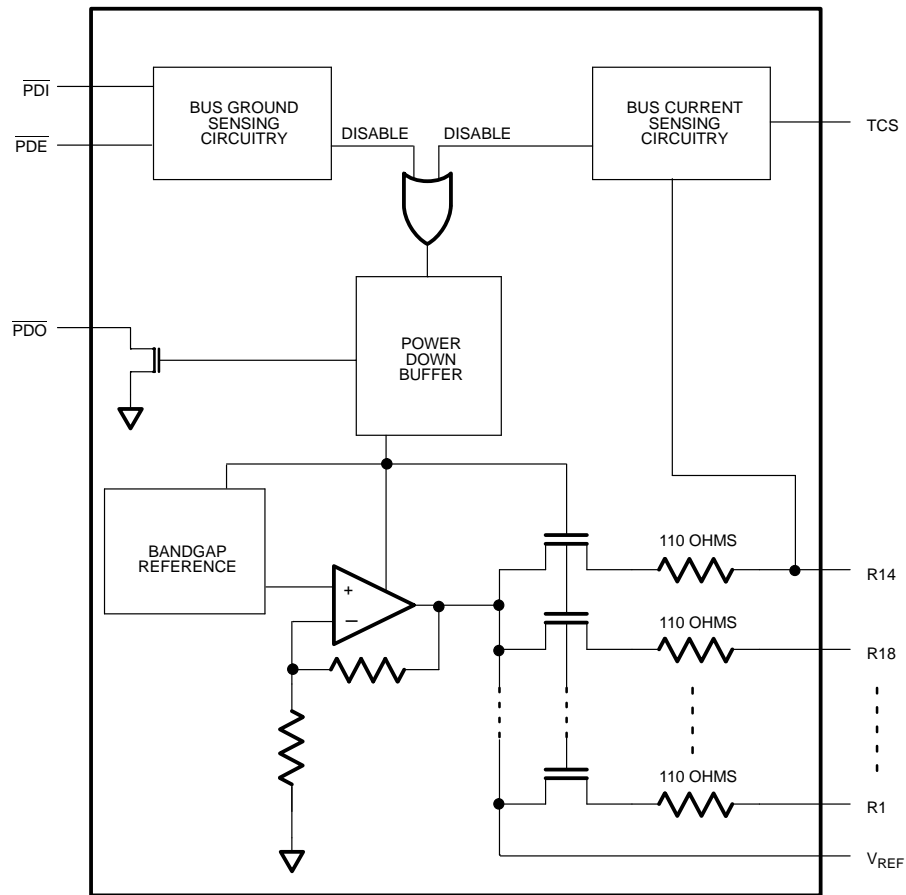 PDI
PDE
BUS GROUND
SENSING
CIRCUITRY
DISABLE
DISABLE
BUS CURRENT
SENSING
CIRCUITRY
TCS
PDO
POWER
DOWN
BUFFER
BANDGAP
REFERENCE
+
−
110 OHMS
R14
110 OHMS
R18
110 OHMS
R1
VREF